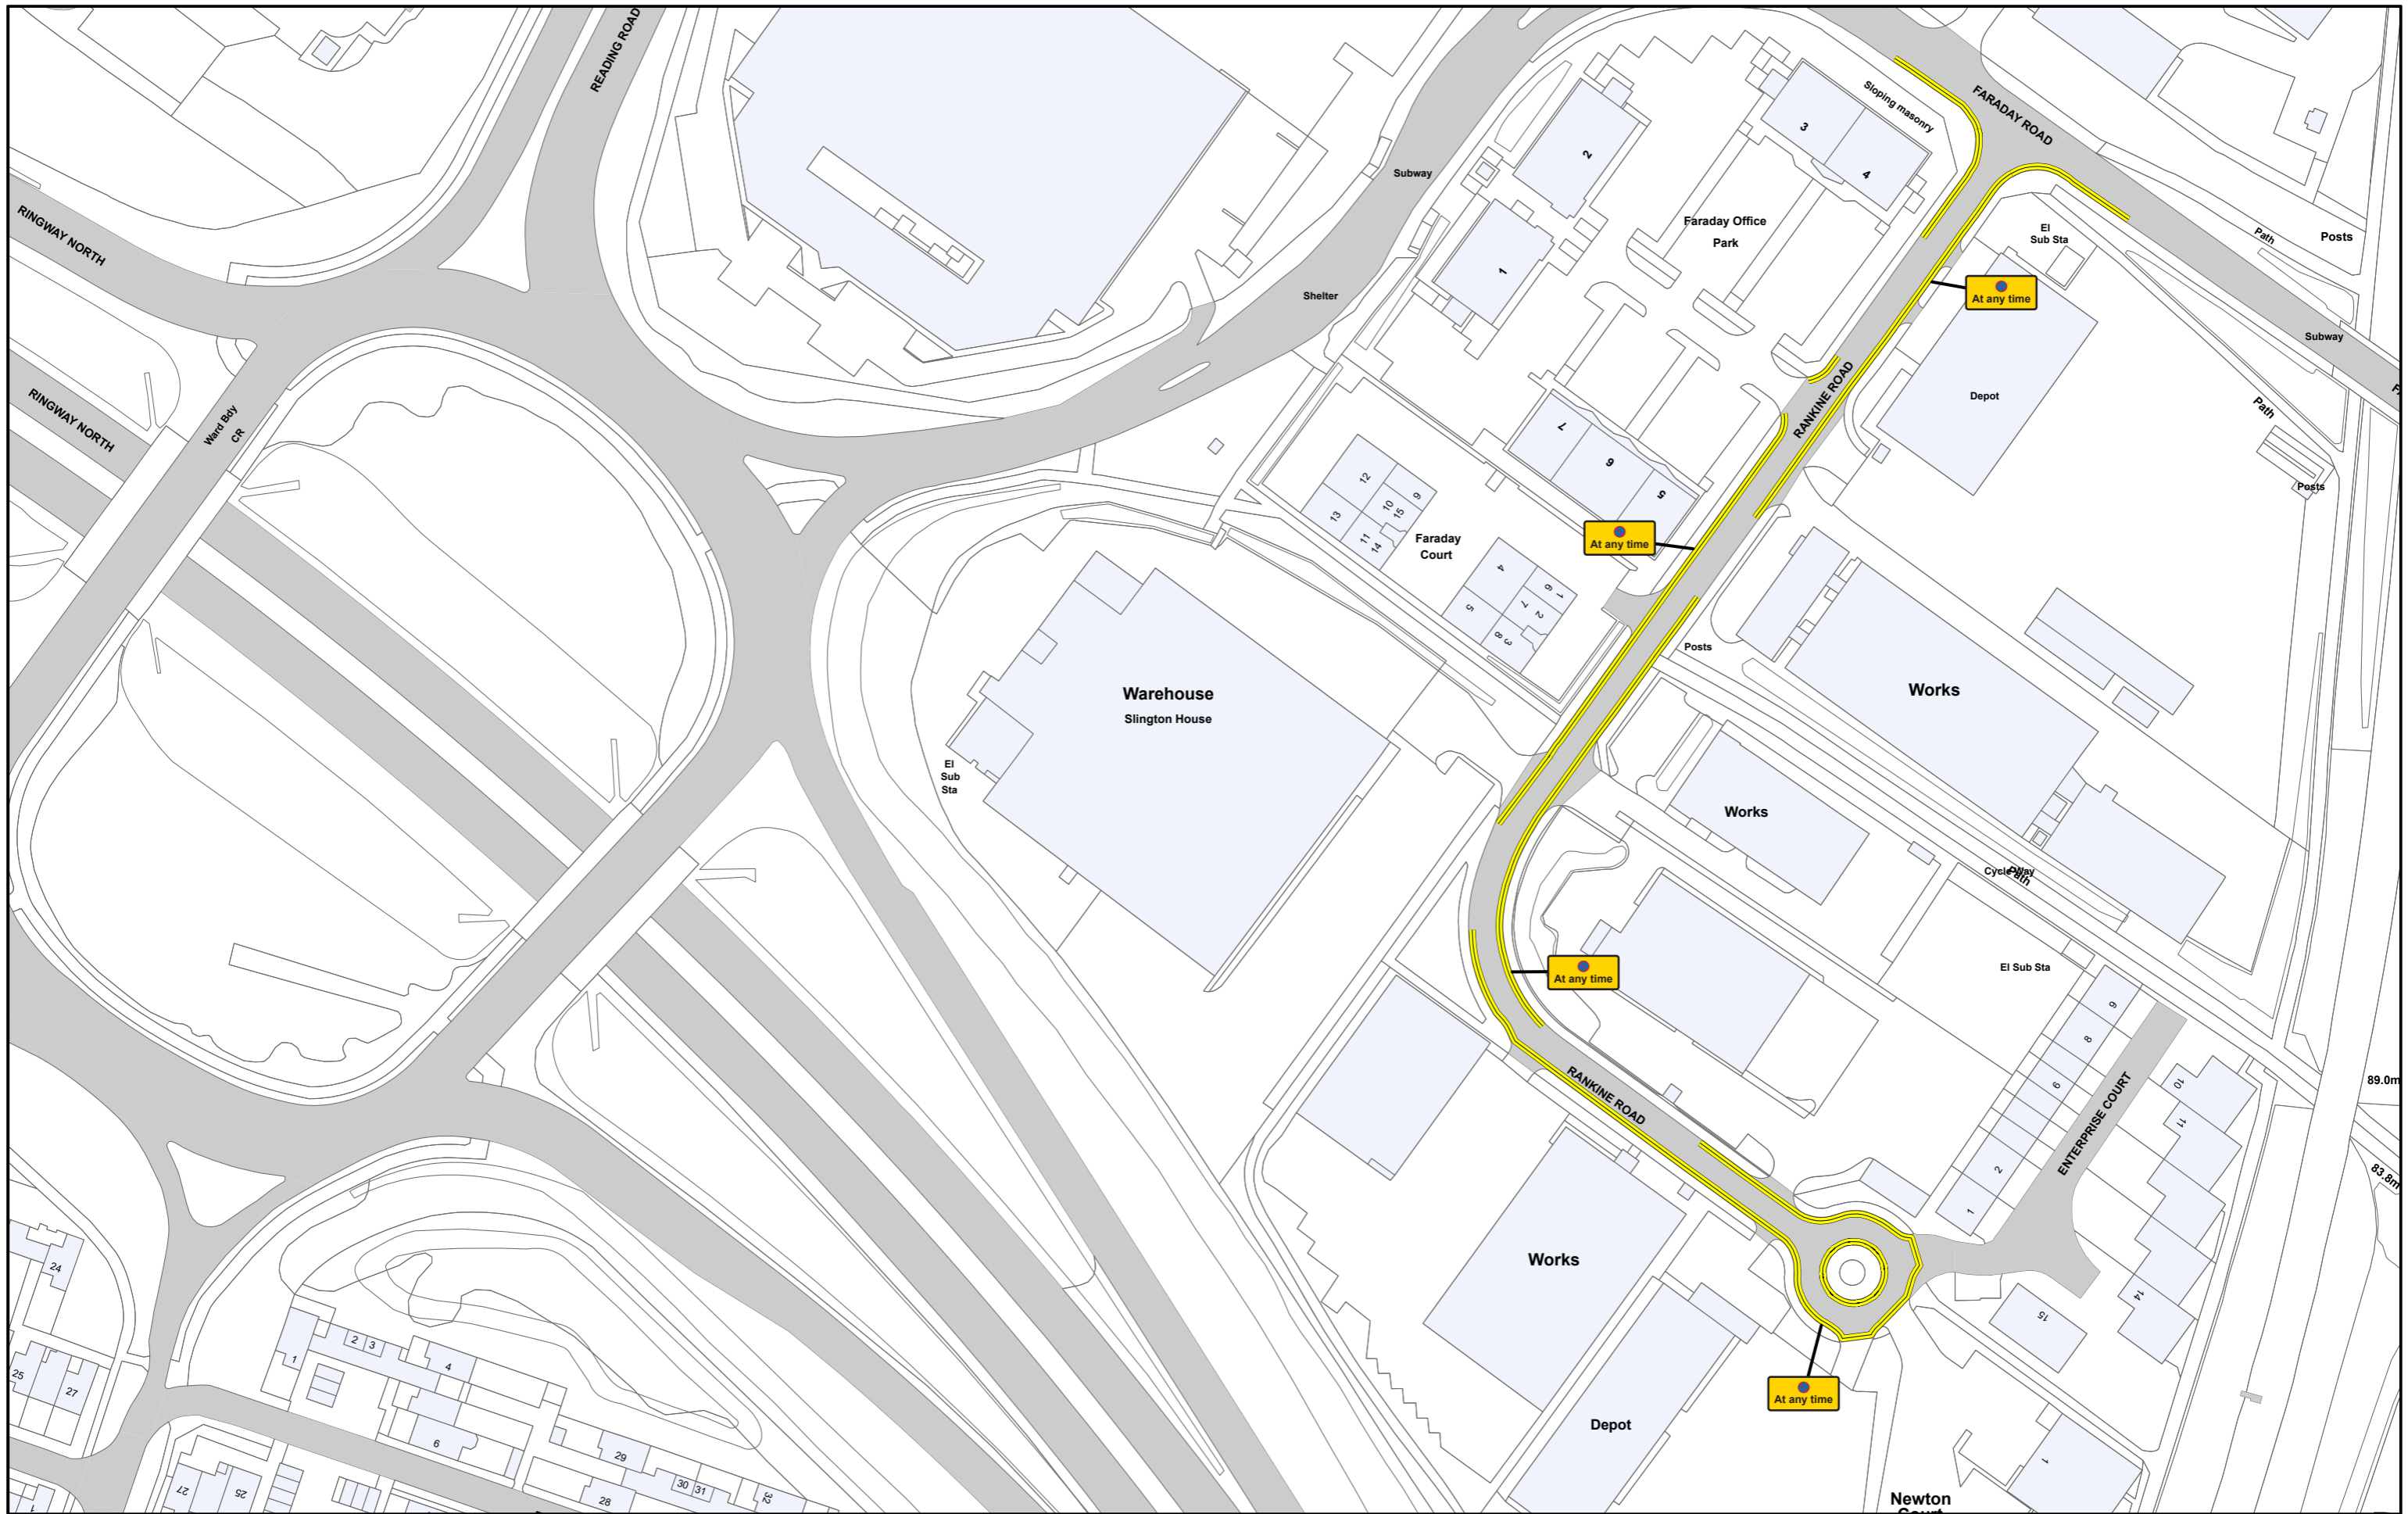 READING ROAD
RINGWAY NORTH
RINGWAY NORTH
Ward Bdy
CR
Subway
Shelter
2
1
3
4
Sloping masonry
FARADAY ROAD
Faraday Office
Park
El
Sub Sta
Path
Posts
Subway
At any time
Depot
RANKINE ROAD
Path
Posts
7
6
5
12
13
9
10
15
11
14
Faraday
Court
At any time
4
5
1
6
2
7
3
8
Posts
Warehouse
Slington House
El
Sub
Sta
Works
Works
Cycle Way
Path
El Sub Sta
At any time
RANKINE ROAD
9
8
6
2
1
ENTERPRISE COURT
10
11
14
15
89.0m
83.8m
Works
Depot
At any time
Newton
Court
1
24
25
27
1
2
3
4
6
27
25
1
29
28
30
31
32